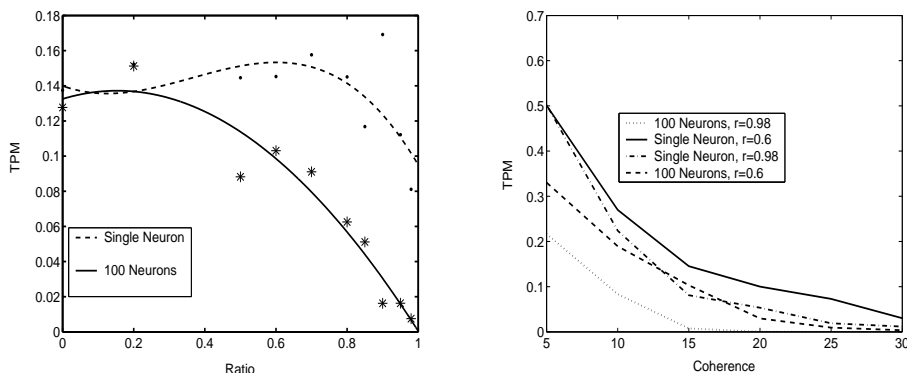 0.18
0.16
0.14
0.12
0.1
0.08
0.06
0.04
0.02
0
TPM
Single Neuron
100 Neurons
0 0.2 0.4 0.6 0.8 1
Ratio
0.7
0.6
0.5
0.4
0.3
0.2
0.1
0
TPM
100 Neurons, r=0.98
Single Neuron, r=0.6
Single Neuron, r=0.98
100 Neurons, r=0.6
5 10 15 20 25 30
Coherence